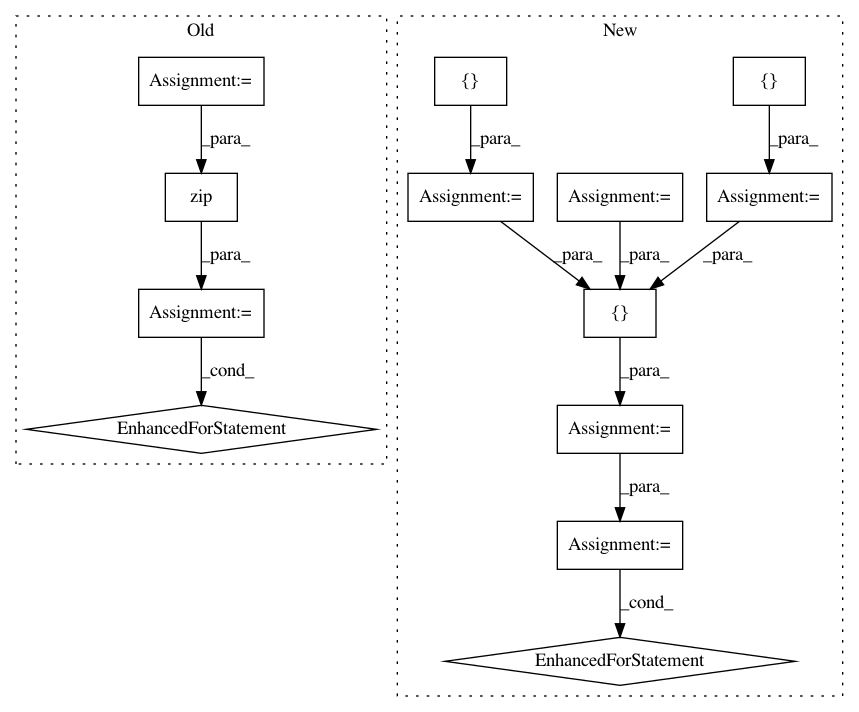 Old
New
Assignment:=
{}
{}
_para_
_para_
_para_
zip
Assignment:=
Assignment:=
Assignment:=
_para_
_para_
_para_
_para_
Assignment:=
{}
_cond_
_para_
EnhancedForStatement
Assignment:=
_para_
Assignment:=
_cond_
EnhancedForStatement